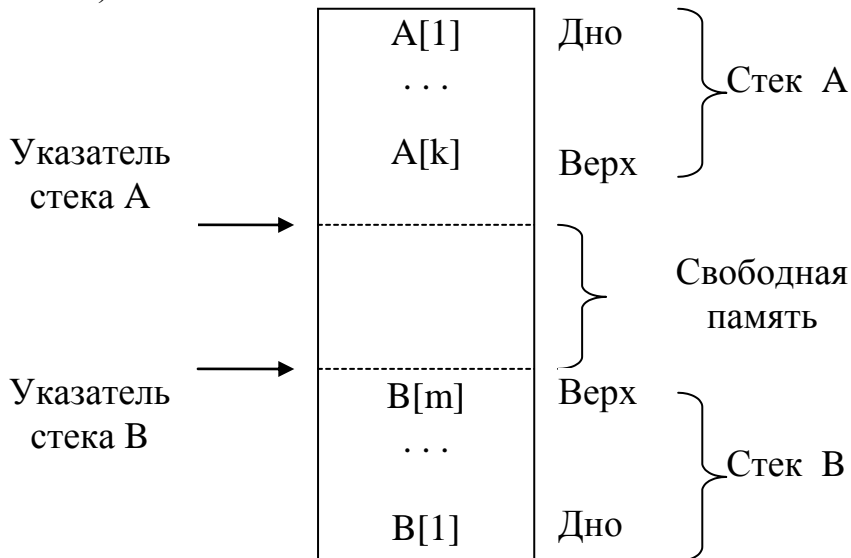 A[1] Дно
. . .
Стек А
Указатель
стека А
A[k] Верх
Свободная
память
Указатель
стека В
B[m] Верх
. . .
Стек В
B[1] Дно